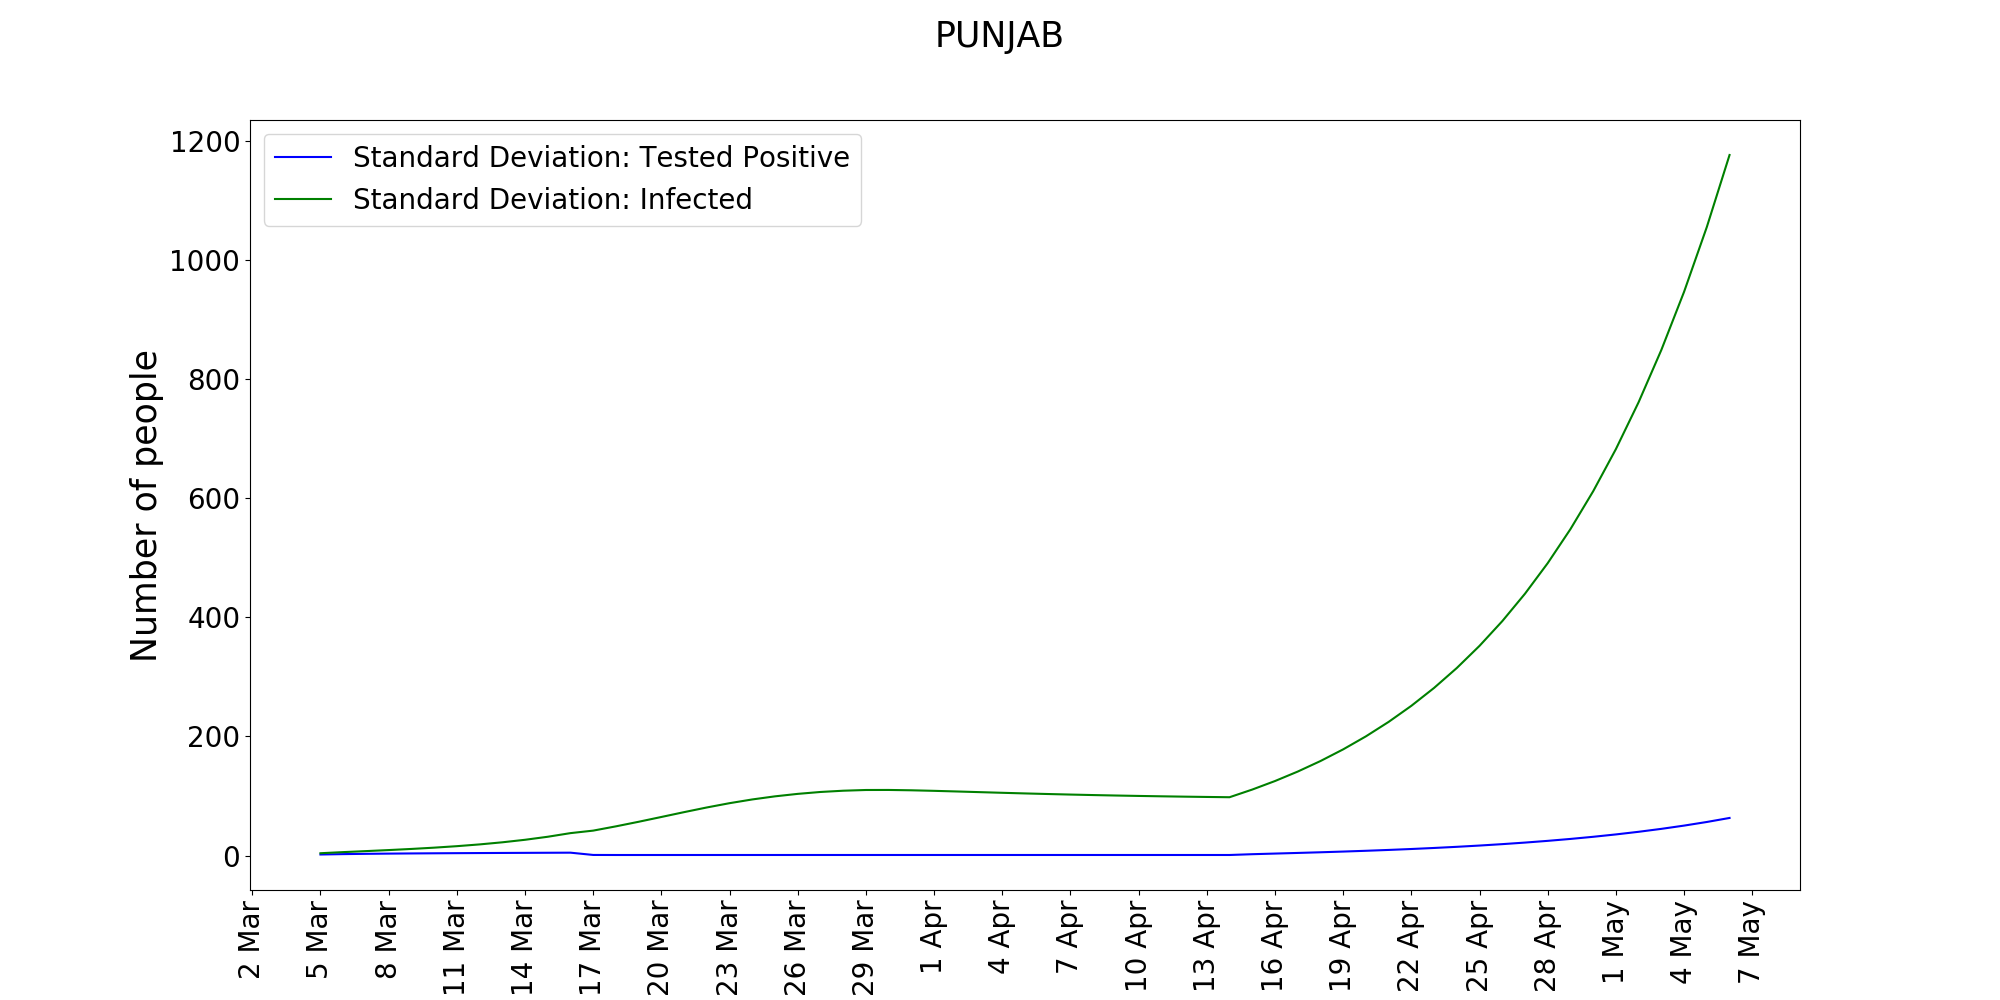 PUNJAB
1200
1000
800
600
400
200
0
Number of people
Standard Deviation: Tested Positive
Standard Deviation: Infected
2 Mar
5 Mar
8 Mar
11 Mar
14 Mar
17 Mar
20 Mar
23 Mar
26 Mar
29 Mar
1 Apr
4 Apr
7 Apr
10 Apr
13 Apr
16 Apr
19 Apr
22 Apr
25 Apr
28 Apr
1 May
4 May
7 May